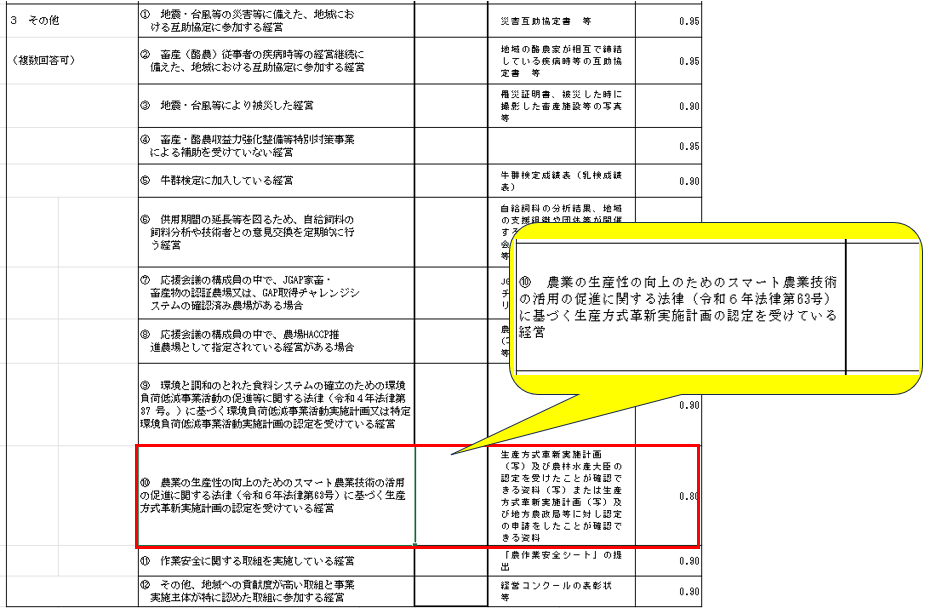 3 その他
① 地震・台風等の災害等に備えた、地域にお
ける互助協定に参加する経営
災害互助協定書 等
0.95
（複数回答可）
② 畜産（酪農）従事者の疾病時等の経営継続に
備えた、地域における互助協定に参加する経営
地域の酪農家が相互で締結
している疾病時等の互助協
定書 等
0.95
③ 地震・台風等により被災した経営
罹災証明書、被災した時に
撮影した畜産施設等の写真
等
0.90
④ 畜産・酪農収益力強化整備等特別対策事業
による補助を受けていない経営
0.95
⑤ 牛群検定に加入している経営
牛群検定成績表（乳検成績
表）
0.90
⑥ 供用期間の延長等を図るため、自給飼料の
飼料分析や技術者との意見交換を定期的に行
う経営
自給飼料の分析結果、地域
の支援組織や団体等が開催
す
会
等
⑦ 応援会議の構成員の中で、JGAP家畜・
畜産物の認証農場又は、GAP取得チャレンジシ
ステムの確認済み農場がある場合
JG
チ
リ
⑧ 応援会議の構成員の中で、農場HACCP推
進農場として指定されている経営がある場合
農
(写
等
⑩ 農業の生産性の向上のためのスマート農業技術
の活用の促進に関する法律（令和６年法律第63号）
に基づく生産方式革新実施計画の認定を受けている
経営
⑨ 環境と調和のとれた食料システムの確立のための環境
負荷低減事業活動の促進等に関する法律（令和４年法律第
37 号。）に基づく環境負荷低減事業活動実施計画又は特定
環境負荷低減事業活動実施計画の認定を受けている経営
0.80
⑩ 農業の生産性の向上のためのスマート農業技術の活用
の促進に関する法律（令和６年法律第63号）に基づく生産
方式革新実施計画の認定を受けている経営
生産方式革新実施計画
（写）及び農林水産大臣の
認定を受けたことが確認で
きる資料（写）または生産
方式革新実施計画（写）及
び地方農政局等に対し認定
の申請をしたことが確認で
きる資料
0.80
⑪ 作業安全に関する取組を実施している経営
「農作業安全シート」の提
出
0.90
⑫ その他、地域への貢献度が高い取組と事業
実施主体が特に認めた取組に参加する経営
経営コンクールの表彰状
等
0.90